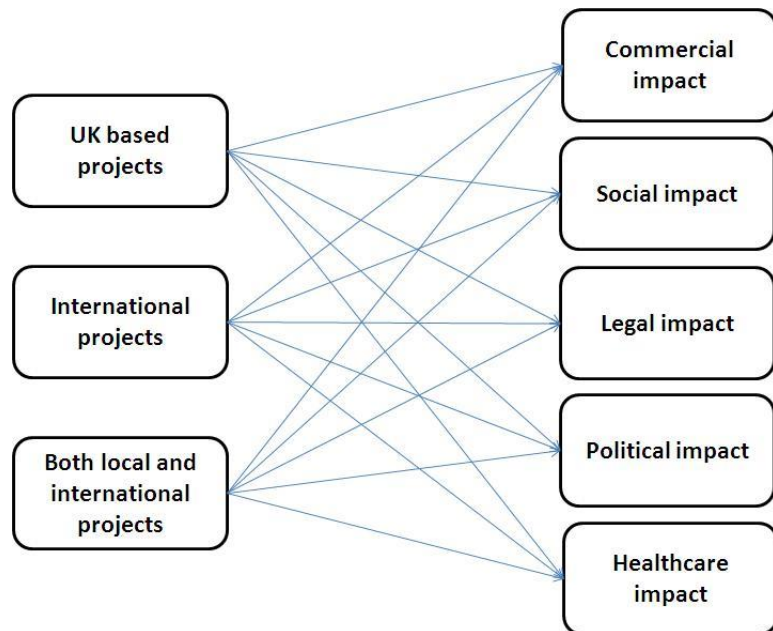 UK based
projects
International
projects
Both local and
international
projects
Commercial
impact
Social impact
Legal impact
Political impact
Healthcare
impact